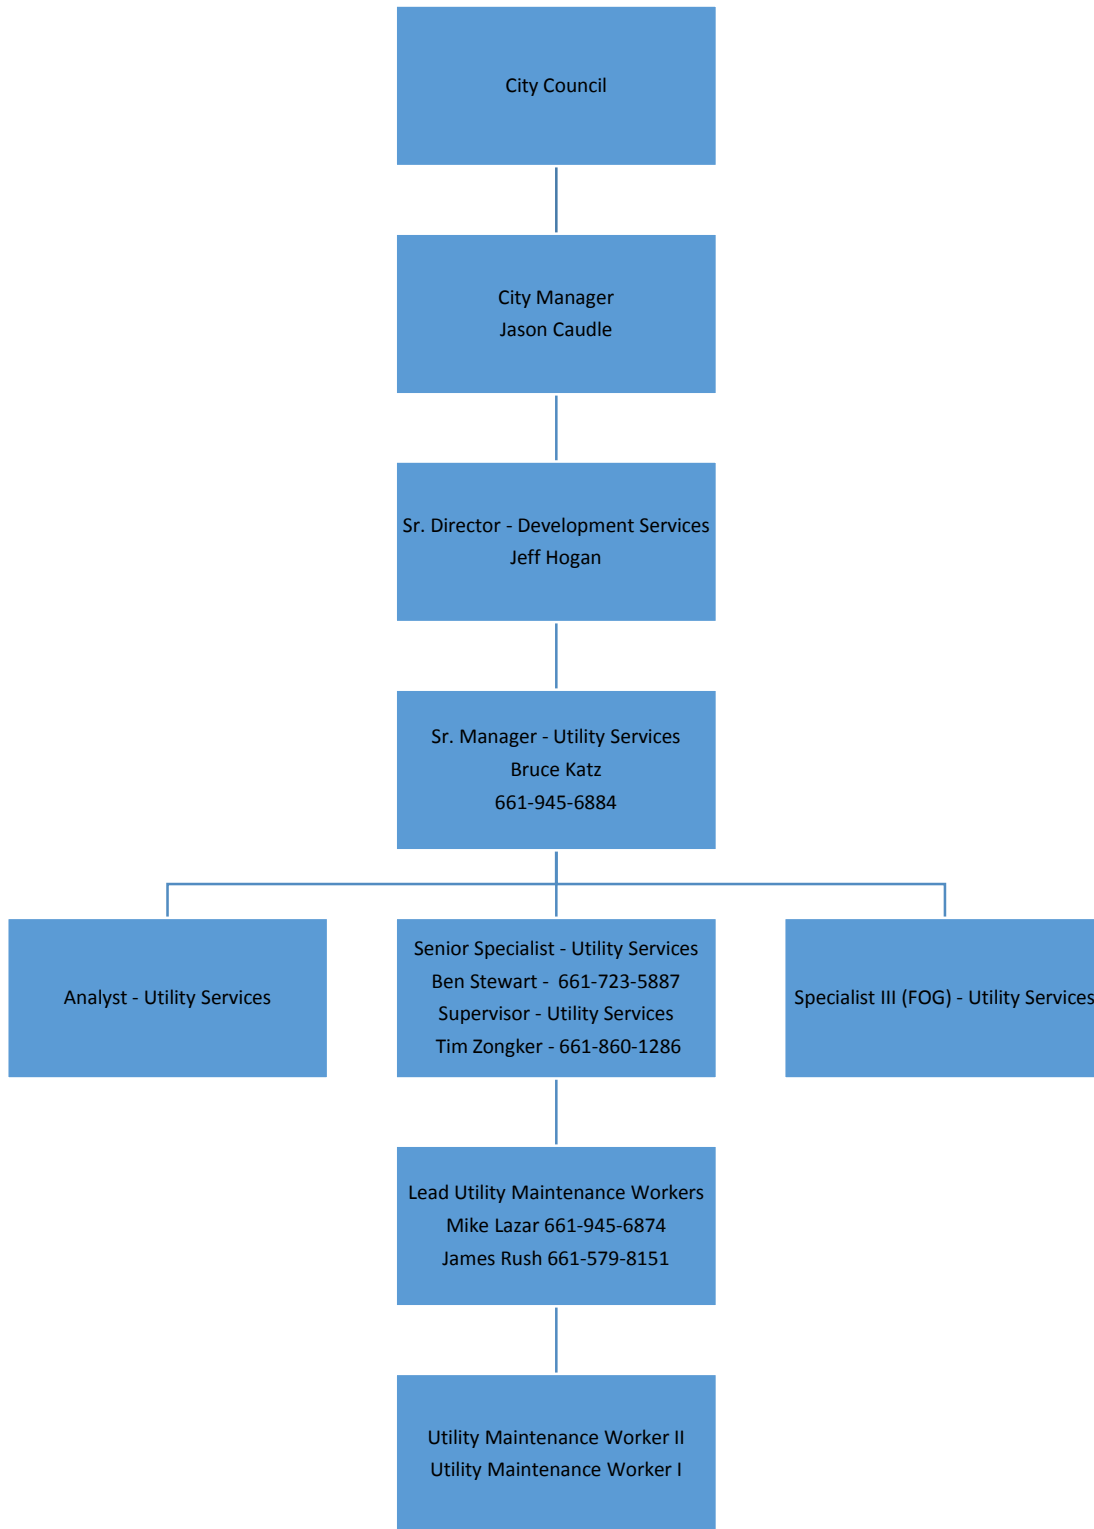 City Council
City Manager
Jason Caudle
Sr. Director - Development Services
Jeff Hogan
Sr. Manager - Utility Services
Bruce Katz
661-945-6884
Analyst - Utility Services
Senior Specialist - Utility Services
Ben Stewart - 661-723-5887
Supervisor - Utility Services
Tim Zongker - 661-860-1286
Specialist III (FOG) - Utility Services
Lead Utility Maintenance Workers
Mike Lazar 661-945-6874
James Rush 661-579-8151
Utility Maintenance Worker II
Utility Maintenance Worker I